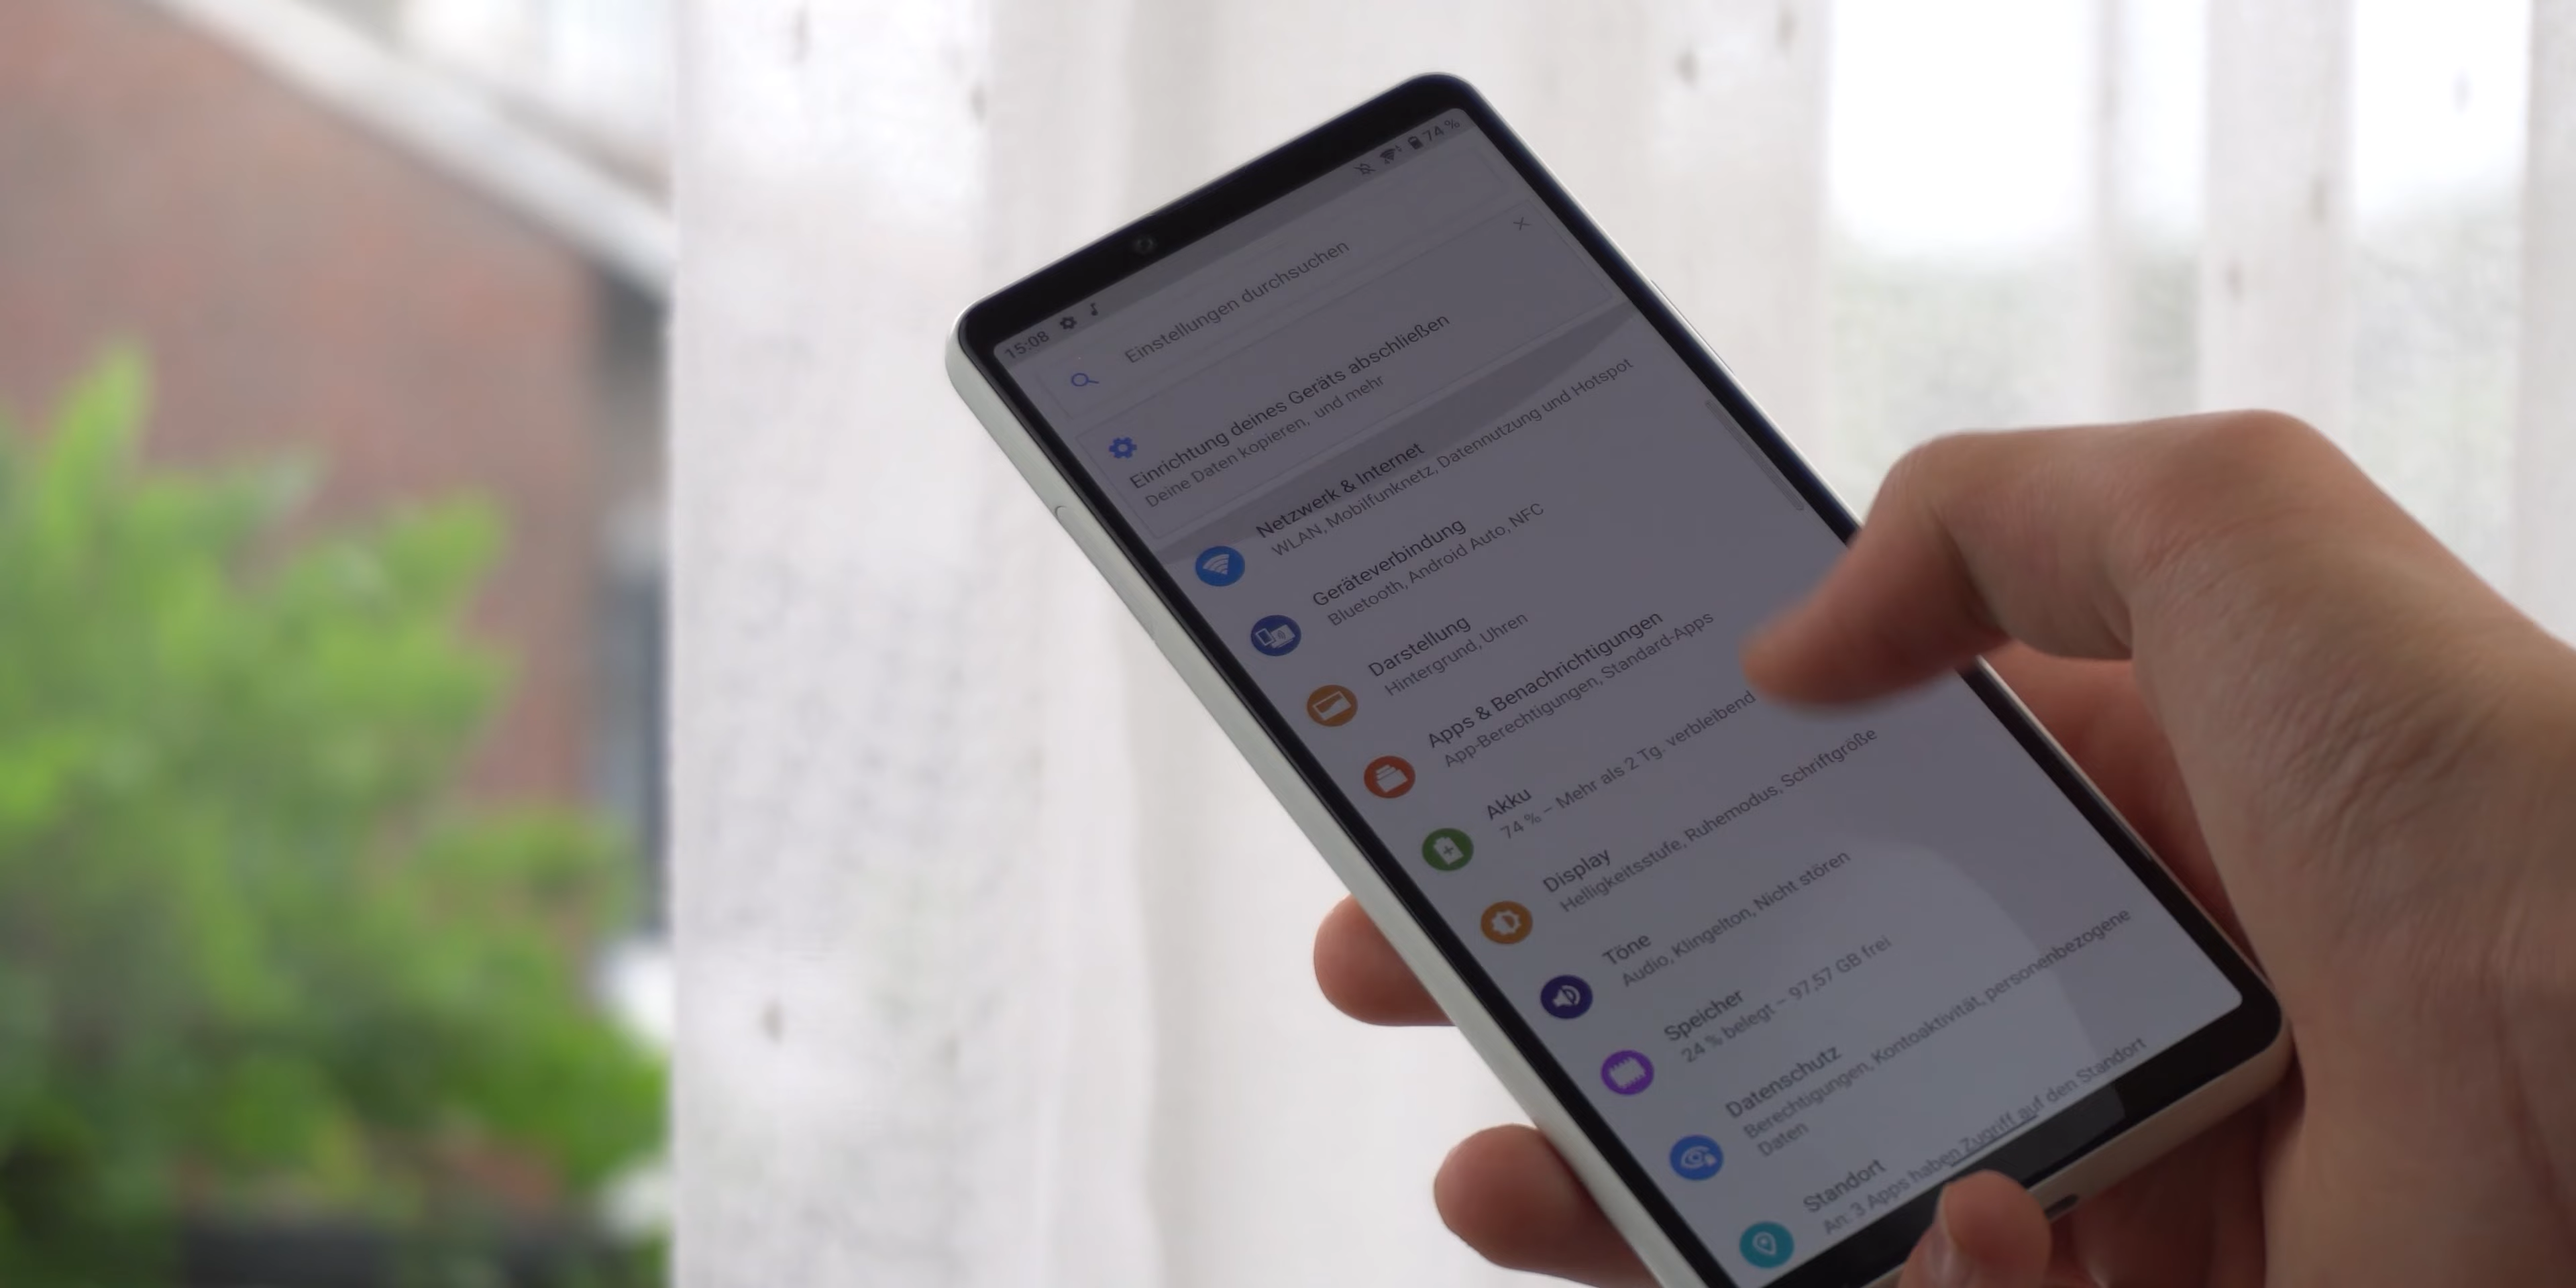 15:08
74 %
Einstellungen durchsuchen
Einrichtung deines Geräts abschließen
Deine Daten kopieren, und mehr
Netzwerk & Internet
WLAN, Mobilfunknetz, Datennutzung und Hotspot
Geräteverbindung
Bluetooth, Android Auto, NFC
Darstellung
Hintergrund, Uhren
Apps & Benachrichtigungen
App-Berechtigungen, Standard-Apps
Akku
74 % – Mehr als 2 Tg. verbleibend
Display
Helligkeitsstufe, Ruhemodus, Schriftgröße
Töne
Audio, Klingelton, Nicht stören
Speicher
24 % belegt – 97,57 GB frei
Datenschutz
Berechtigungen, Kontoaktivität, personenbezogene
Daten
Standort
An: 3 Apps haben Zugriff auf den Standort